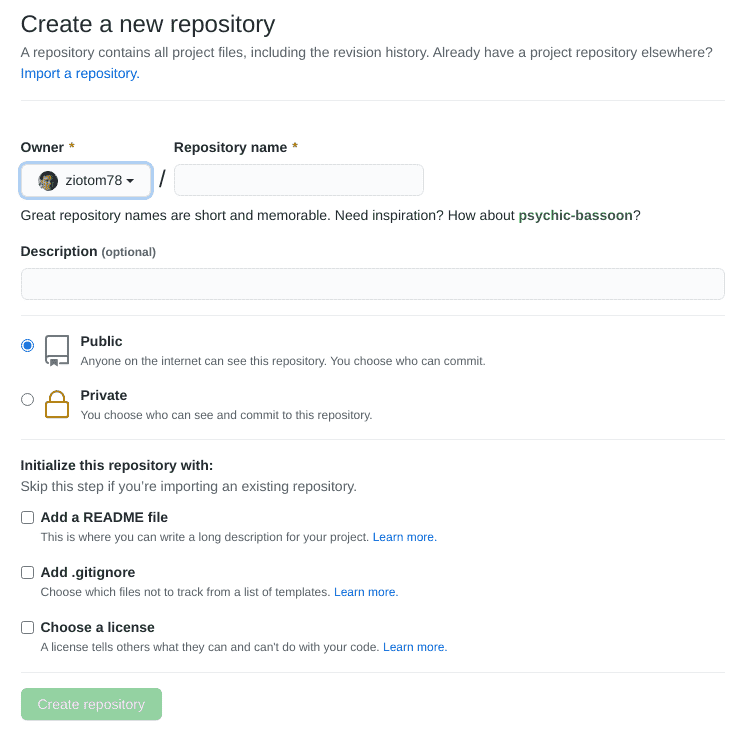 Create a new repository
A repository contains all project files, including the revision history. Already have a project repository elsewhere?
Import a repository.
Owner * Repository name *
ziotom78 /
Great repository names are short and memorable. Need inspiration? How about psychic-bassoon?
Description (optional)
Public
Anyone on the internet can see this repository. You choose who can commit.
Private
You choose who can see and commit to this repository.
Initialize this repository with:
Skip this step if you’re importing an existing repository.
Add a README file
This is where you can write a long description for your project. Learn more.
Add .gitignore
Choose which files not to track from a list of templates. Learn more.
Choose a license
A license tells others what they can and can't do with your code. Learn more.
Create repository